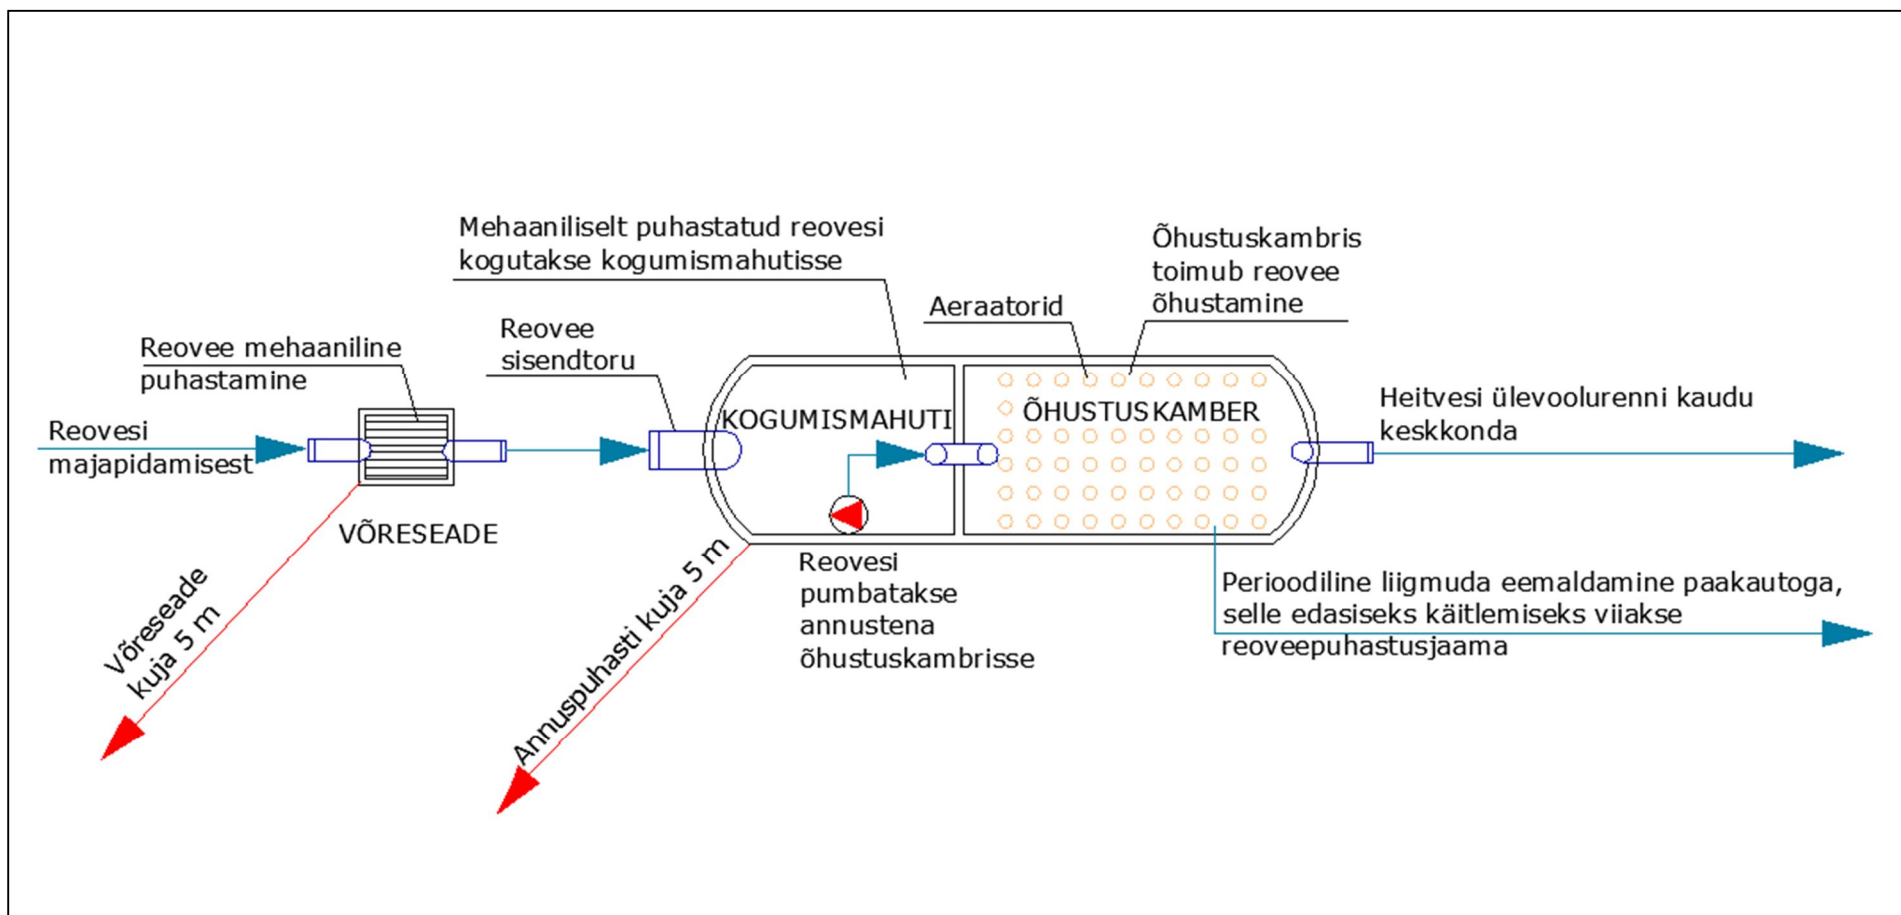 Mehaaniliselt puhastatud reovesi
kogutakse kogumismahutisse
Õhustuskambris
toimub reovee
õhustamine
Aeraatorid
Reovee
sisendtoru
Reovee mehaaniline
puhastamine
Reovesi
majapidamisest
KOGUMISMAHUTI
ÕHUSTUSKAMBER
Heitvesi ülevoolurenni kaudu
keskkonda
VÕRESEADE
Võreseade
kuja 5 m
Annuspuhasti kuja 5 m
Reovesi
pumbatakse
annustena
õhustuskambrisse
Perioodiline liigmuda eemaldamine paakautoga,
selle edasiseks käitlemiseks viiakse
reoveepuhastusjaama